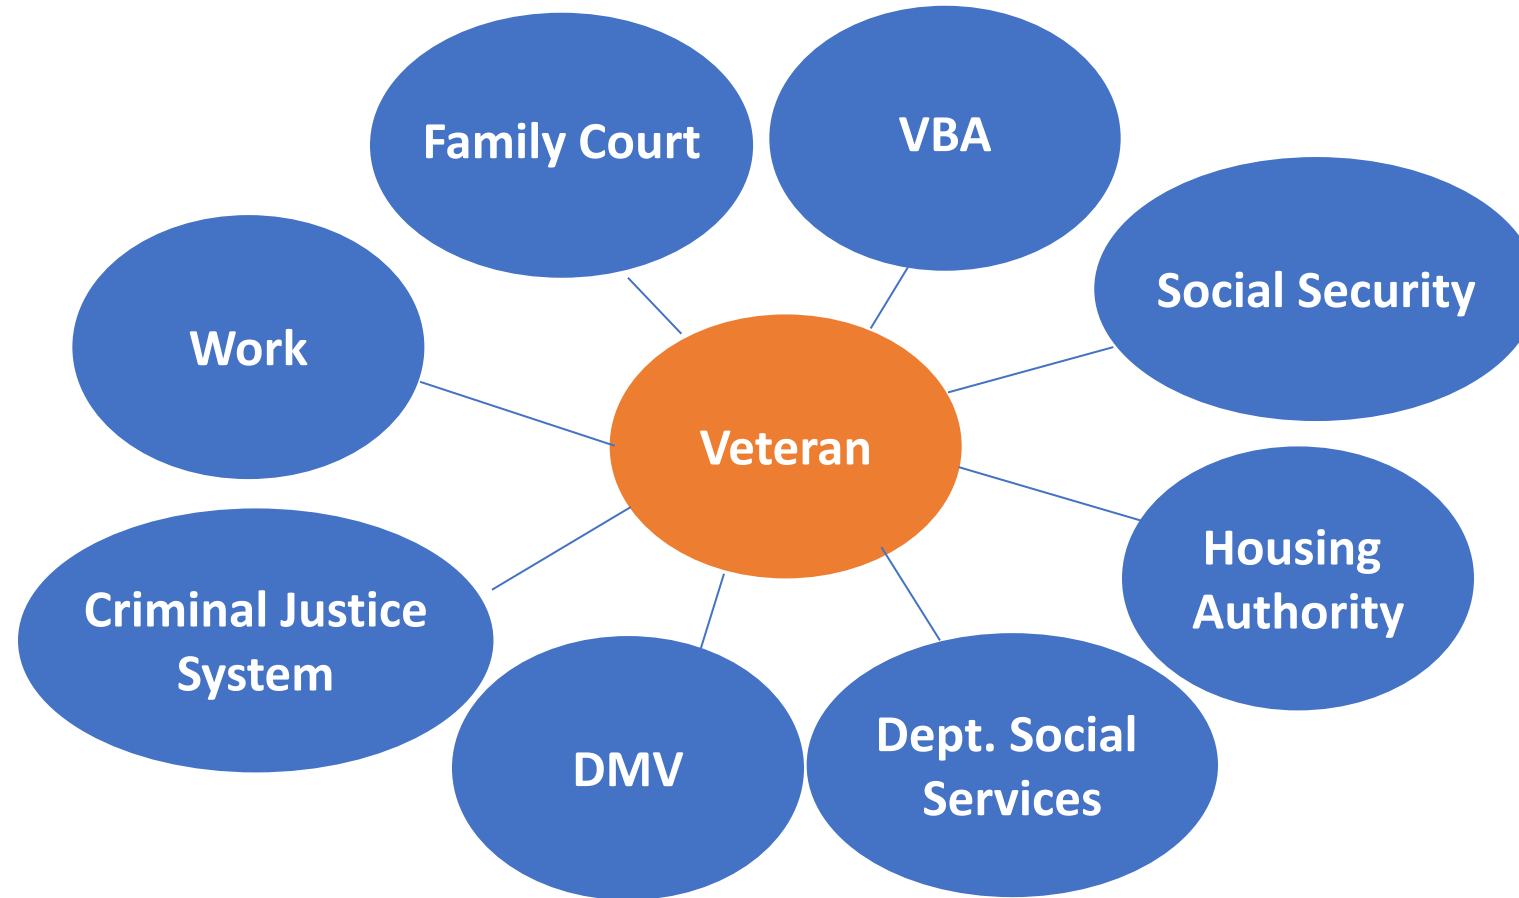 Family Court
VBA
Social Security
Work
Veteran
Housing
Authority
Criminal Justice
System
DMV
Dept. Social
Services